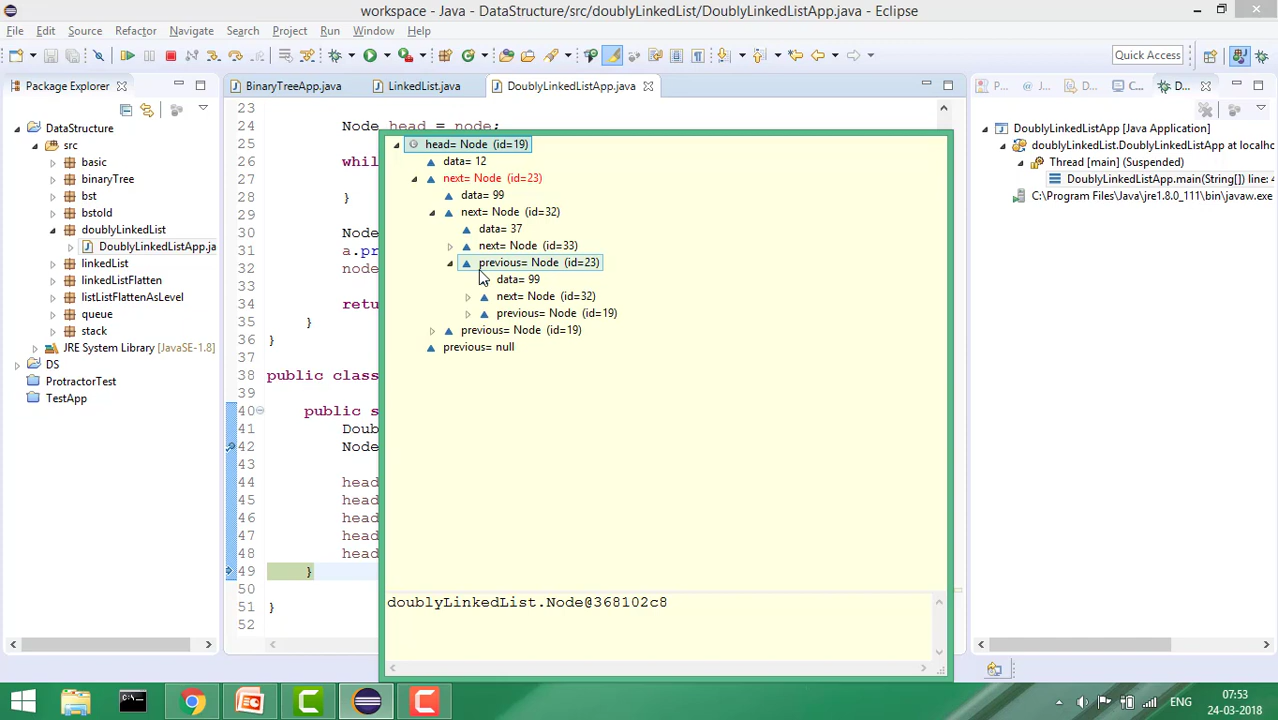 workspace - Java - DataStructure/src/doublyLinkedList/DoublyLinkedListApp.java - Eclipse
File Edit Source Refactor Navigate Search Project Run Window Help
Quick Access
Package Explorer
BinaryTreeApp.java
LinkedList.java
DoublyLinkedListApp.java
P...
J...
D...
C...
D...
DataStructure
src
basic
binaryTree
bst
bstold
doublyLinkedList
DoublyLinkedListApp.ja
linkedList
linkedListFlatten
listListFlattenAsLevel
queue
stack
JRE System Library [JavaSE-1.8]
DS
ProtractorTest
TestApp
23
24 Node head = node;
25
26 whil
27
28 }
29
30 Node
31 a.pr
32 node
33
34 retu
35 }
36 }
37
38 public class
39
40 public s
41 Doub
42 Node
43
44 head
45 head
46 head
47 head
48 head
49 }
50
51 }
52
head= Node (id=19)
data= 12
next= Node (id=23)
data= 99
next= Node (id=32)
data= 37
next= Node (id=33)
previous= Node (id=23)
data= 99
next= Node (id=32)
previous= Node (id=19)
previous= Node (id=19)
previous= null
doublyLinkedList.Node@368102c8
DoublyLinkedListApp [Java Application]
doublyLinkedList.DoublyLinkedListApp at localho
Thread [main] (Suspended)
DoublyLinkedListApp.main(String[]) line: 4
C:\Program Files\Java\jre1.8.0_111\bin\javaw.exe
ENG
07:53
24-03-2018